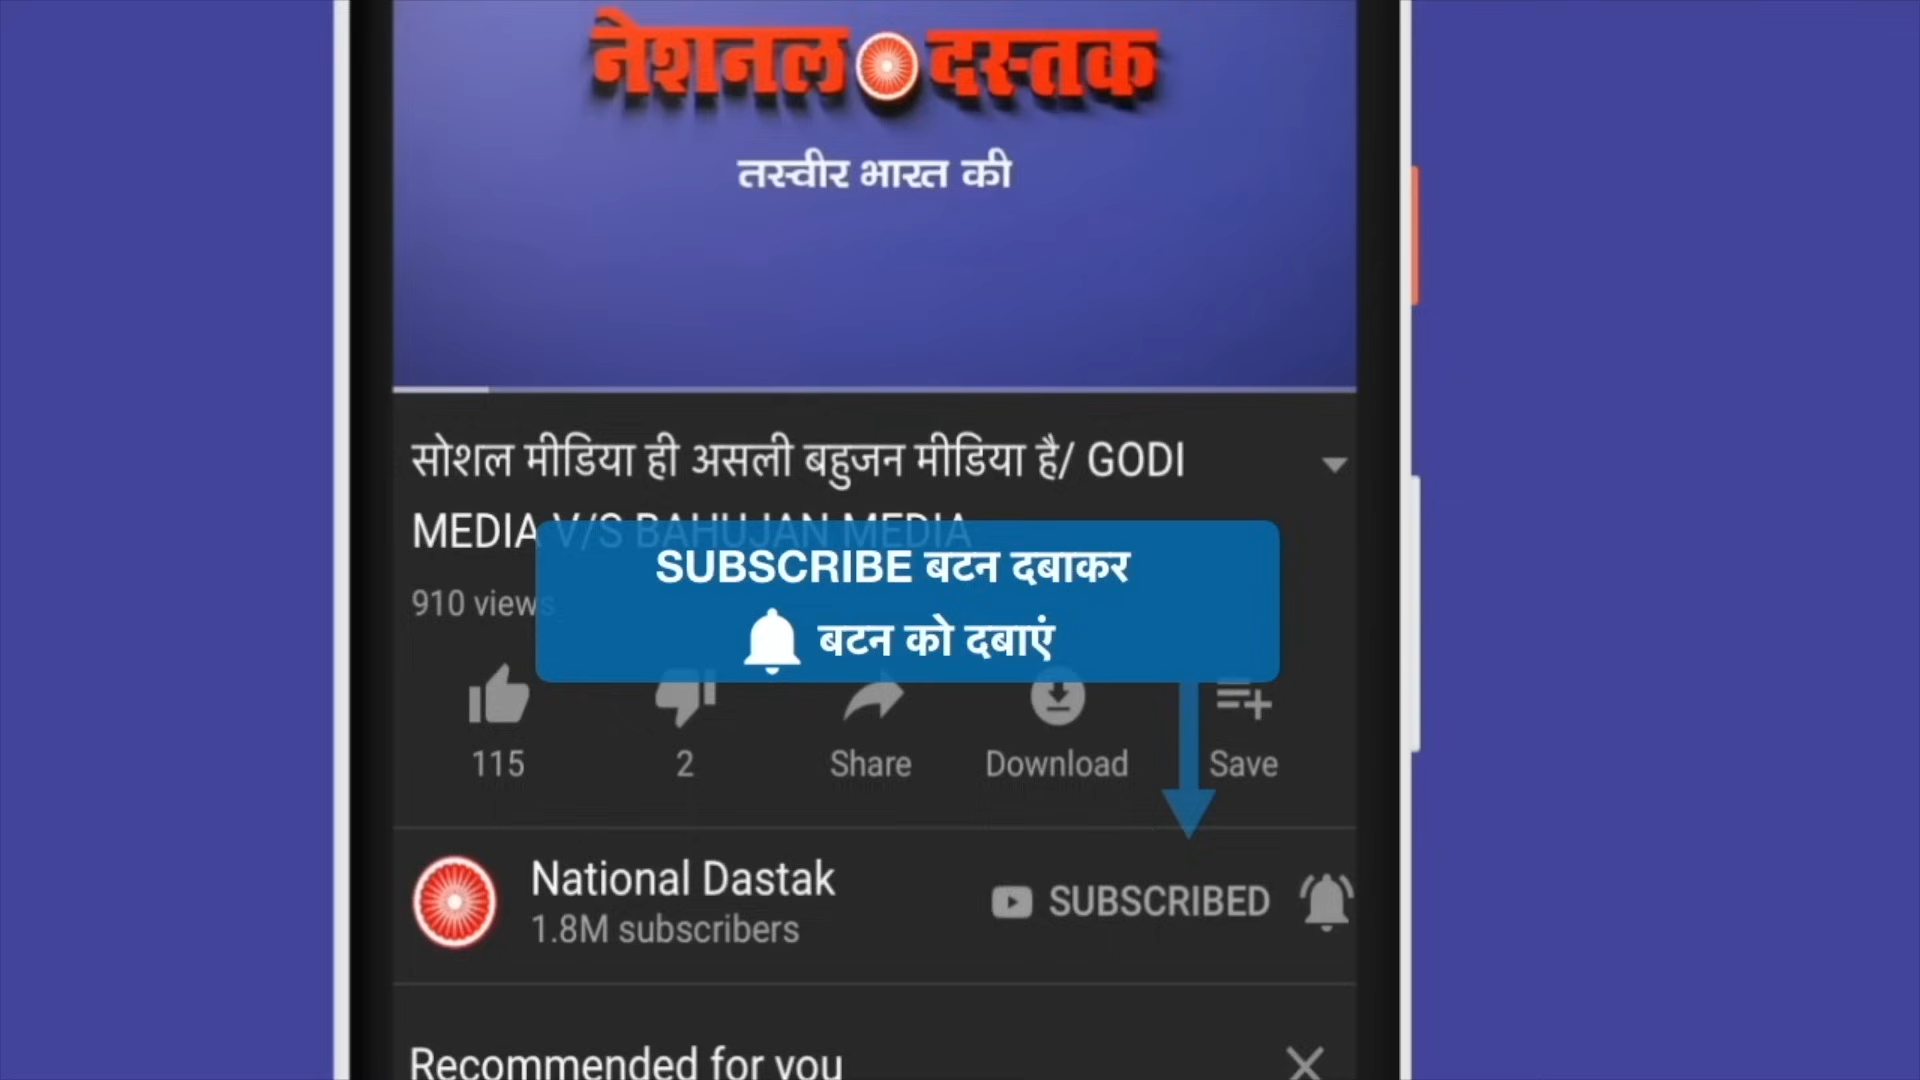 नेशनल दस्तक
तस्वीर भारत की
सोशल मीडिया ही असली बहुजन मीडिया है/ GODI
MEDIA V/S BAHUJAN MEDIA
910 views
SUBSCRIBE बटन दबाकर
बटन को दबाएं
115 2 Share Download Save
National Dastak
1.8M subscribers
SUBSCRIBED
Recommended for you